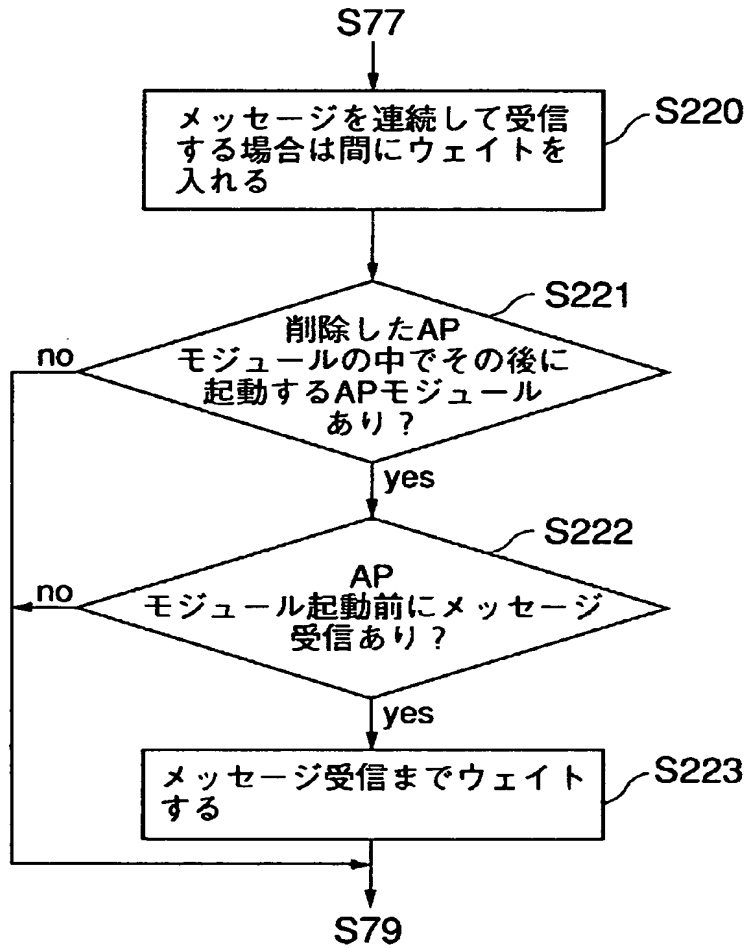 S77
メッセージを連続して受信
する場合は間にウェイトを
入れる
S220
S221
削除したAP
モジュールの中でその後に
起動するAPモジュール
あり？
no
yes
S222
AP
モジュール起動前にメッセージ
受信あり？
no
yes
メッセージ受信までウェイト
する
S223
S79